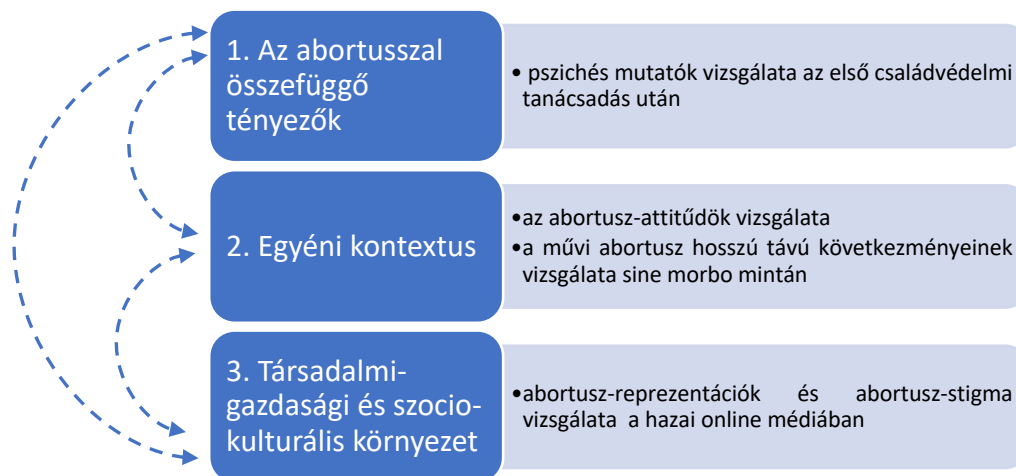 1. Az abortusszal
összefüggő
tényezők
• pszichés mutatók vizsgálata az első családvédelmi
tanácsadás után
2. Egyéni kontextus
•az abortusz-attitűdök vizsgálata
•a művi abortusz hosszú távú következményeinek
vizsgálata sine morbo mintán
3. Társadalmi-
gazdasági és szocio-
kulturális környezet
•abortusz-reprezentációk és abortusz-stigma
vizsgálata a hazai online médiában